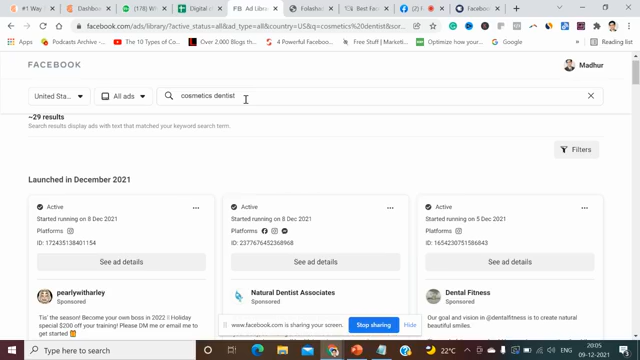 #1 Way
Dashbo
(168) W
Digital
Ad Libra
Folasha
Best Fac
(2) F
Facebook
facebook.com/ads/library/?active_status=all&ad_type=all&country=US&q=cosmetics%20dentist&sor
Apps
Podcasts Archive -
The 10 Types of Co
Over 2,000 Blogs th
4 Powerful Facebook
Free Stuff | Marketing
Optimize how your
Google
»
Reading list
FACEBOOK
Madhur
United Sta...
All ads
cosmetics dentist
~29 results
Search results display ads with text that matched your keyword search term.
Filters
Launched in December 2021
Active
Started running on 8 Dec 2021
Platforms
ID: 172435138401154
See ad details
pearlywitharley
Sponsored
Tis' the season! Become your own boss in 2022 !! Holiday
special $200 off your training! Please DM me or email me to
get started
Active
Started running on 8 Dec 2021
Platforms
ID: 2377676452368968
See ad details
Natural Dentist Associates
Sponsored
Active
Started running on 5 Dec 2021
Platforms
ID: 1654230751586843
See ad details
Dental Fitness
Sponsored
Our goal and vision in @dentalfitness is to create natural
beautiful smiles.
www.facebook.com is sharing your screen.
Stop sharing
Hide
Type here to search
22°C
ENG
20:05
09-12-2021